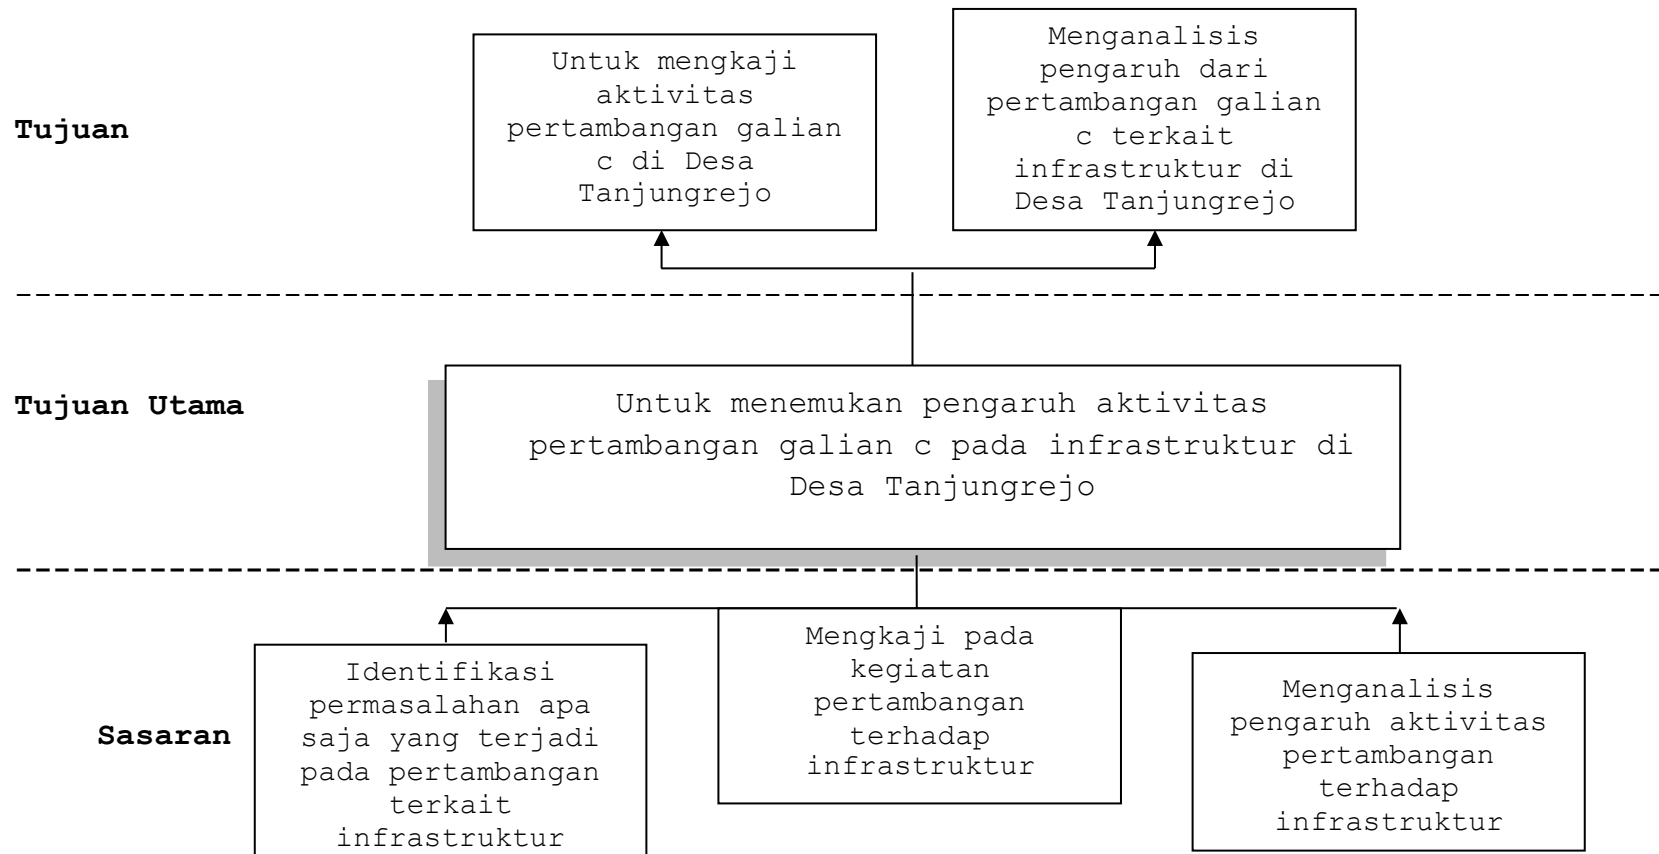 Tujuan
Untuk mengkaji
aktivitas
pertambangan galian
c di Desa
Tanjungrejo
Menganalisis
pengaruh dari
pertambangan galian
c terkait
infrastruktur di
Desa Tanjungrejo
Tujuan Utama
Untuk menemukan pengaruh aktivitas
pertambangan galian c pada infrastruktur di
Desa Tanjungrejo
Sasaran
Identifikasi
permasalahan apa
saja yang terjadi
pada pertambangan
terkait
infrastruktur
Mengkaji pada
kegiatan
pertambangan
terhadap
infrastruktur
Menganalisis
pengaruh aktivitas
pertambangan
terhadap
infrastruktur